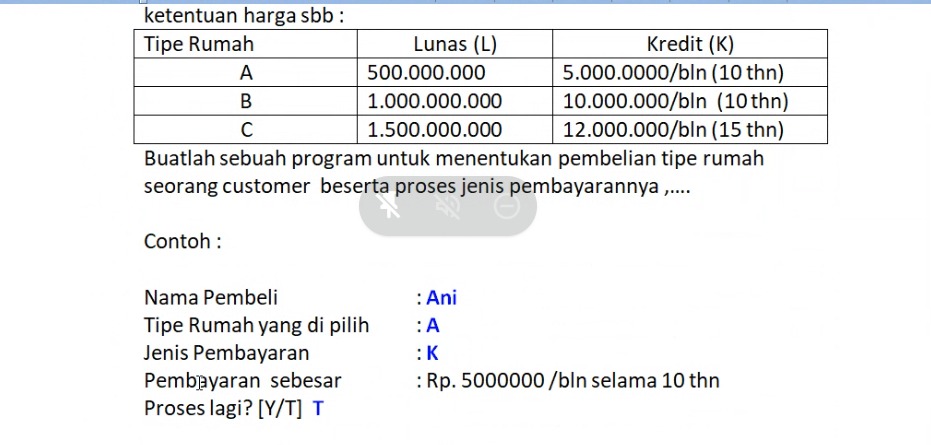 ketentuan harga sbb :
Tipe Rumah Lunas (L) Kredit (K)
A 500.000.000 5.000.0000/bln (10 thn)
B 1.000.000.000 10.000.000/bln (10 thn)
C 1.500.000.000 12.000.000/bln (15 thn)
Buatlah sebuah program untuk menentukan pembelian tipe rumah
seorang customer beserta proses jenis pembayarannya ,....
Contoh :
Nama Pembeli : Ani
Tipe Rumah yang di pilih : A
Jenis Pembayaran : K
Pembayaran sebesar : Rp. 5000000 /bln selama 10 thn
Proses lagi? [Y/T] T